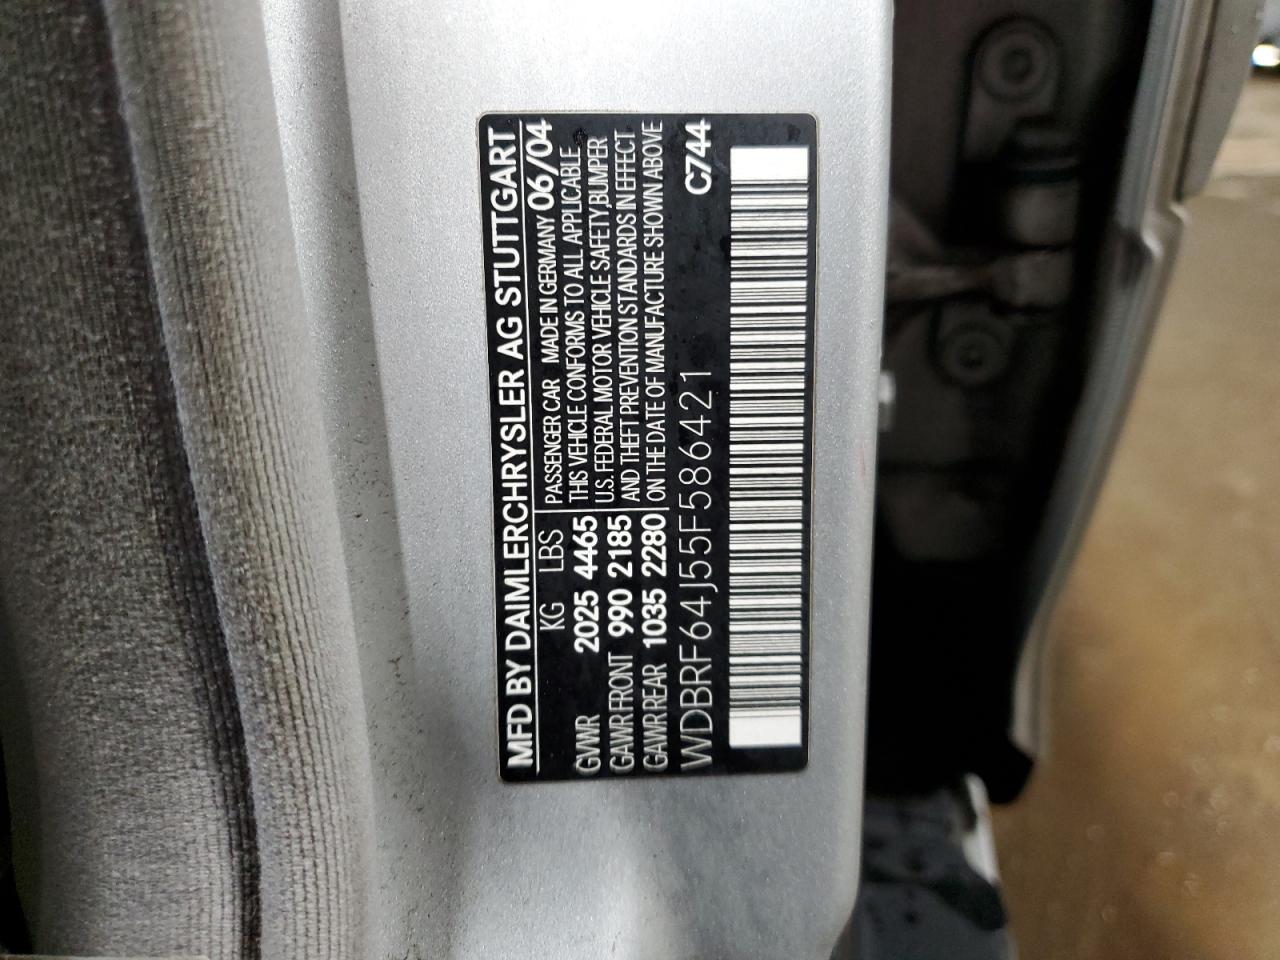 MFD BY DAIMLERCHRYSLER AG STUTTGART
KG LBS PASSENGER CAR MADE IN GERMANY 06/04
GVWR 2025 4465 THIS VEHICLE CONFORMS TO ALL APPLICABLE
GAWR FRONT 990 2185 U.S. FEDERAL MOTOR VEHICLE SAFETY,BUMPER
GAWR REAR 1035 2280 AND THEFT PREVENTION STANDARDS IN EFFECT
ON THE DATE OF MANUFACTURE SHOWN ABOVE
WDBRF64J55F586421 C744